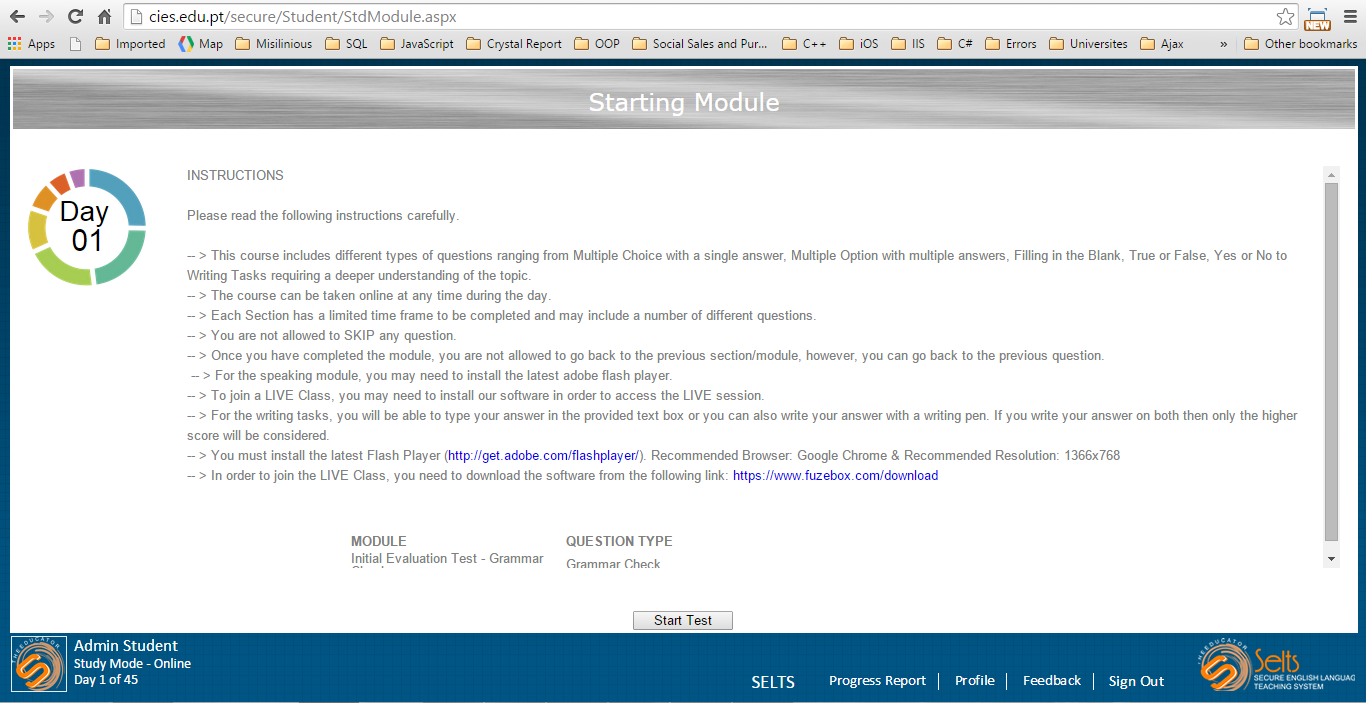 cies.edu.pt/secure/Student/StdModule.aspx
NEW
Apps Imported Map Misilinious SQL JavaScript Crystal Report OOP Social Sales and Pur... C++ iOS IIS C# Errors Universites Ajax » Other bookmarks
Starting Module
Day
01
INSTRUCTIONS
Please read the following instructions carefully.
-- > This course includes different types of questions ranging from Multiple Choice with a single answer, Multiple Option with multiple answers, Filling in the Blank, True or False, Yes or No to
Writing Tasks requiring a deeper understanding of the topic.
-- > The course can be taken online at any time during the day.
-- > Each Section has a limited time frame to be completed and may include a number of different questions.
-- > You are not allowed to SKIP any question.
-- > Once you have completed the module, you are not allowed to go back to the previous section/module, however, you can go back to the previous question.
-- > For the speaking module, you may need to install the latest adobe flash player.
-- > To join a LIVE Class, you may need to install our software in order to access the LIVE session.
-- > For the writing tasks, you will be able to type your answer in the provided text box or you can also write your answer with a writing pen. If you write your answer on both then only the higher
score will be considered.
-- > You must install the latest Flash Player (http://get.adobe.com/flashplayer/). Recommended Browser: Google Chrome & Recommended Resolution: 1366x768
-- > In order to join the LIVE Class, you need to download the software from the following link: https://www.fuzebox.com/download
MODULE QUESTION TYPE
Initial Evaluation Test - Grammar Grammar Check
Start Test
THEEDUCATOR
Admin Student
Study Mode - Online
Day 1 of 45
SELTS Progress Report Profile Feedback Sign Out
THEEDUCATOR
Selts
SECURE ENGLISH LANGUAG
TEACHING SYSTEM